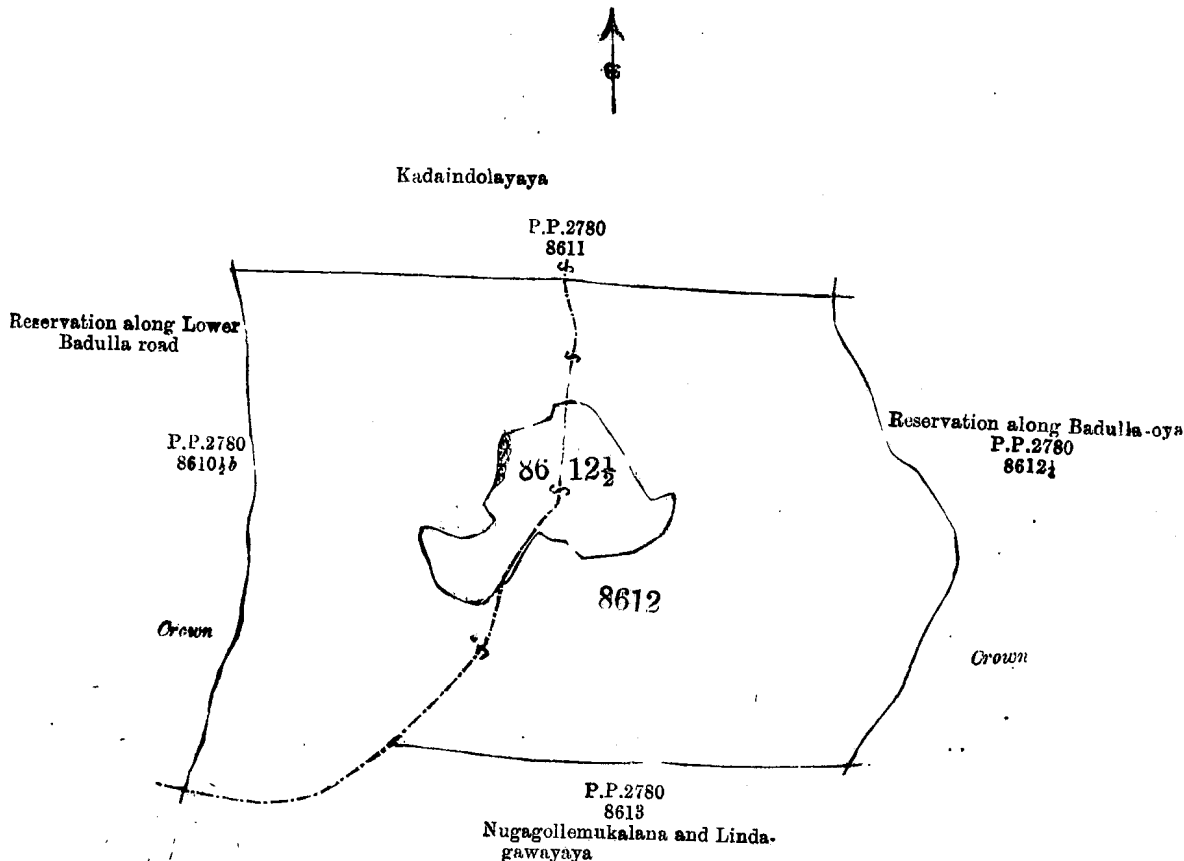 Kadaindolayaya
P.P.2780
8611
Reservation along Lower
Badulla road
P.P.2780
8610½b
Reservation along Badulla-oya
P.P.2780
8612¼
86 12½
8612
Crown
Crown
P.P.2780
8613
Nugagollemukalana and Linda-
gawayaya